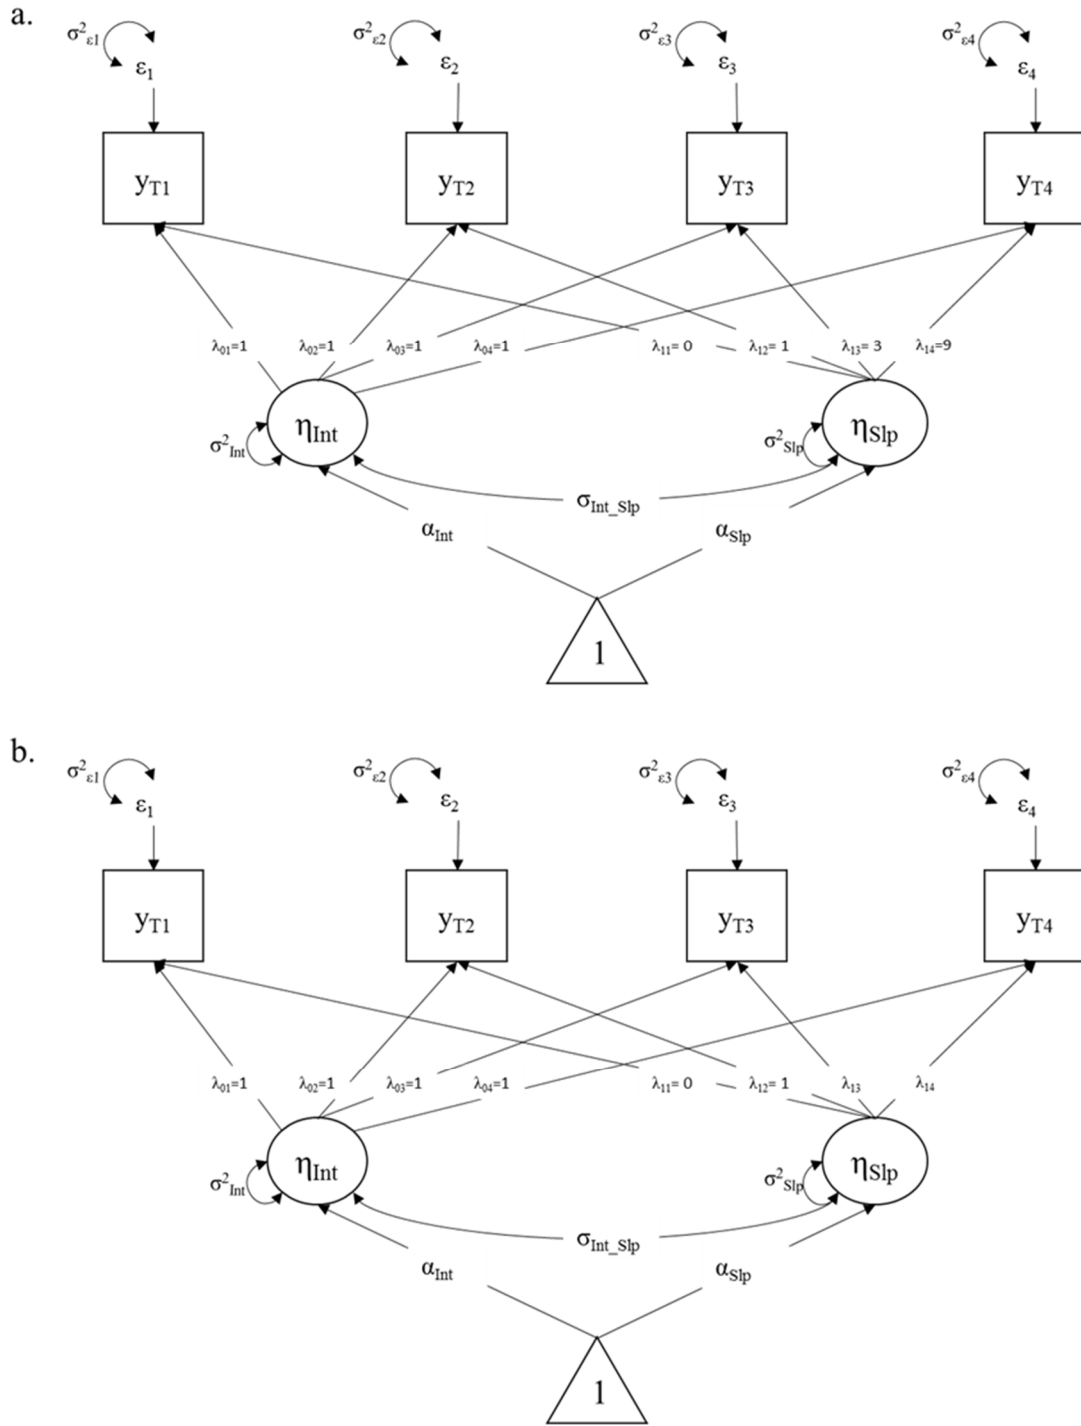 a.
σ²ε1 σ²ε2 σ²ε3 σ²ε4
ε1 ε2 ε3 ε4
yT1 yT2 yT3 yT4
λ01=1 λ02=1 λ03=1 λ04=1 λ11= 0 λ12= 1 λ13= 3 λ14=9
ηInt ηSlp
σ²Int σ²Slp
σInt_Slp
αInt αSlp
1
b.
σ²ε1 σ²ε2 σ²ε3 σ²ε4
ε1 ε2 ε3 ε4
yT1 yT2 yT3 yT4
λ01=1 λ02=1 λ03=1 λ04=1 λ11= 0 λ12= 1 λ13 λ14
ηInt ηSlp
σ²Int σ²Slp
σInt_Slp
αInt αSlp
1